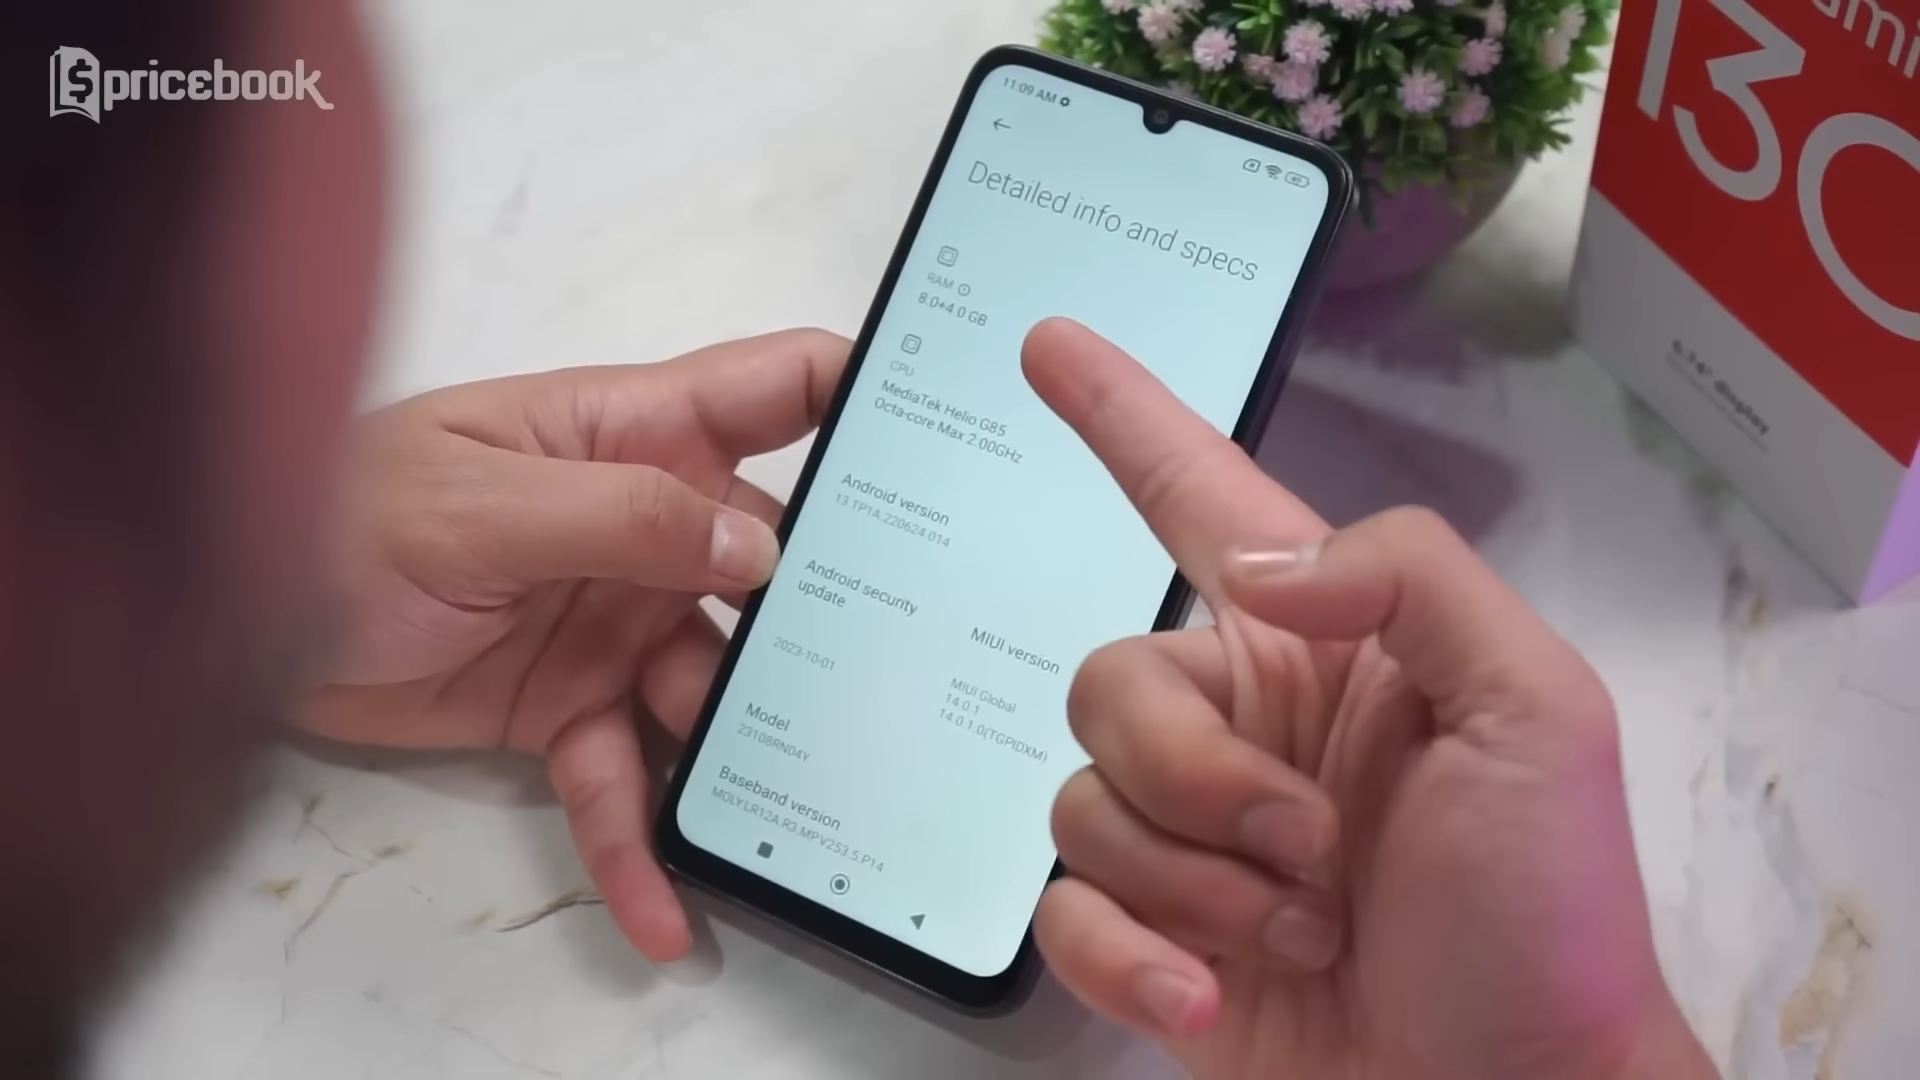 pricebook
11:09 AM
Detailed info and specs
RAM
8.0+4.0 GB
CPU
MediaTek Helio G85
Octa-core Max 2.00GHz
Android version
13 TP1A.220624.014
Android security
update
2023-10-01
MIUI version
MIUI Global
14.0.1
14.0.1.0(TGPIDXM)
Model
23108RN04Y
Baseband version
MOLY.LR12A.R3.MP.V253.5.P14
13C
6.74" display